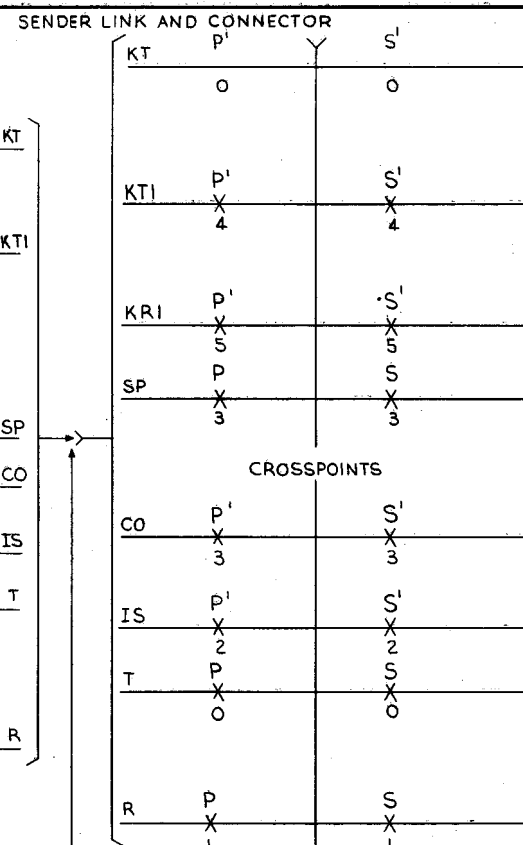 SENDER LINK AND CONNECTOR
KT P' S'
0 0
KT
KT1 P' S'
4 4
KT1
KR1 P' S'
5 5
SP P S
3 3
SP
CROSSPOINTS
CO
CO P' S'
3 3
IS
IS P' S'
2 2
T
T P S
0 0
R
R P S